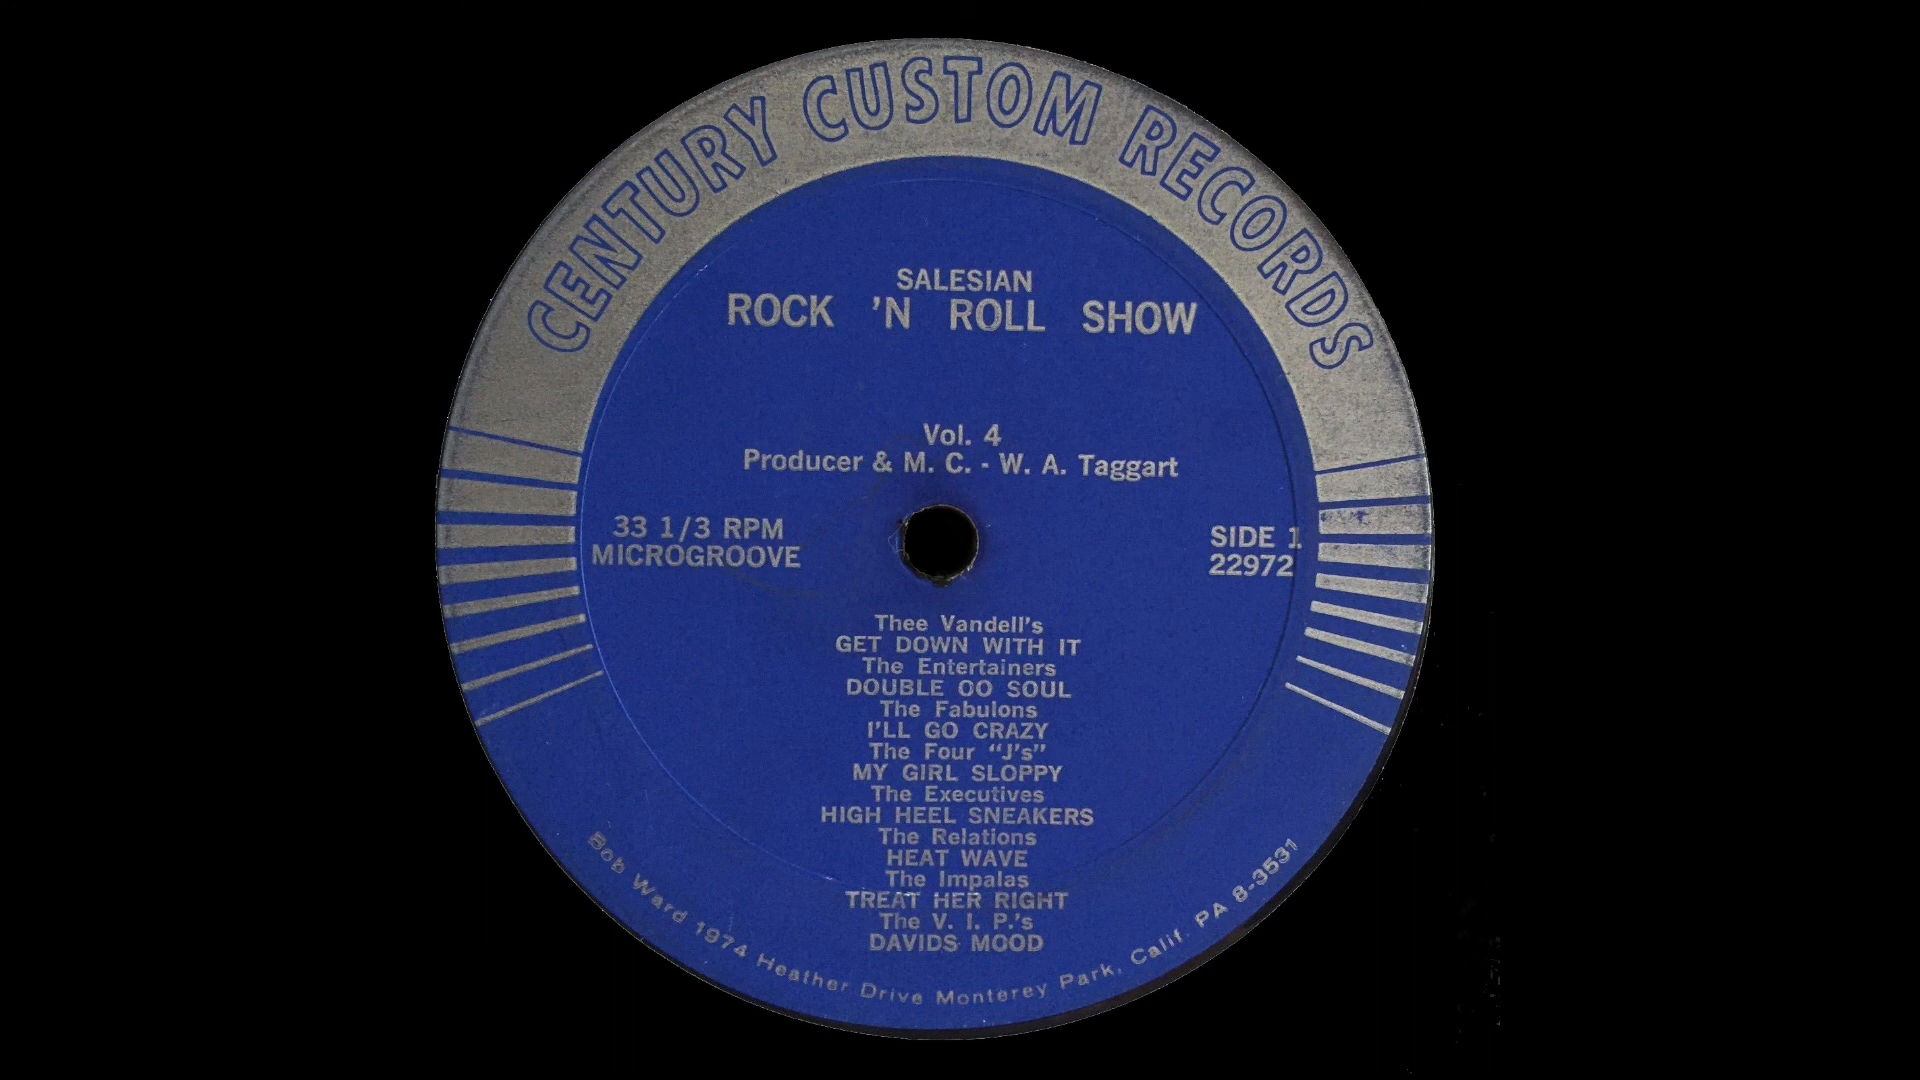 CENTURY CUSTOM RECORDS
SALESIAN
ROCK 'N ROLL SHOW
Vol. 4
Producer & M. C. - W. A. Taggart
33 1/3 RPM
MICROGROOVE
SIDE 1
22972
Thee Vandell's
GET DOWN WITH IT
The Entertainers
DOUBLE OO SOUL
The Fabulons
I'LL GO CRAZY
The Four “J's”
MY GIRL SLOPPY
The Executives
HIGH HEEL SNEAKERS
The Relations
HEAT WAVE
The Impalas
TREAT HER RIGHT
The V. I. P.'s
DAVIDS MOOD
Bob Ward 1974 Heather Drive Monterey Park, Calif. PA 8-3531